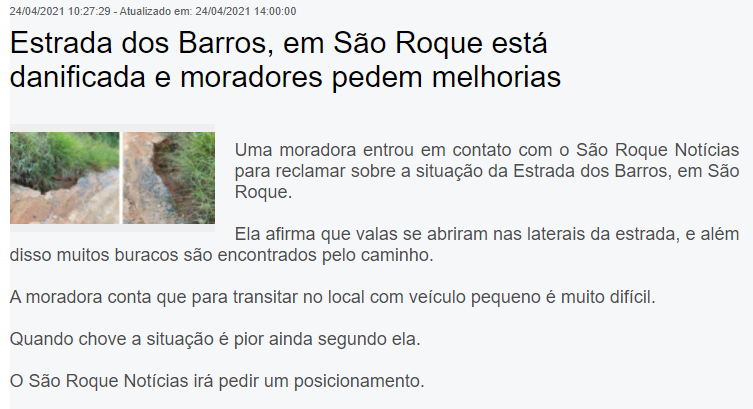 24/04/2021 10:27:29 - Atualizado em: 24/04/2021 14:00:00
Estrada dos Barros, em São Roque está
danificada e moradores pedem melhorias
Uma moradora entrou em contato com o São Roque Notícias
para reclamar sobre a situação da Estrada dos Barros, em São
Roque.
Ela afirma que valas se abriram nas laterais da estrada, e além
disso muitos buracos são encontrados pelo caminho.
A moradora conta que para transitar no local com veículo pequeno é muito difícil.
Quando chove a situação é pior ainda segundo ela.
O São Roque Notícias irá pedir um posicionamento.